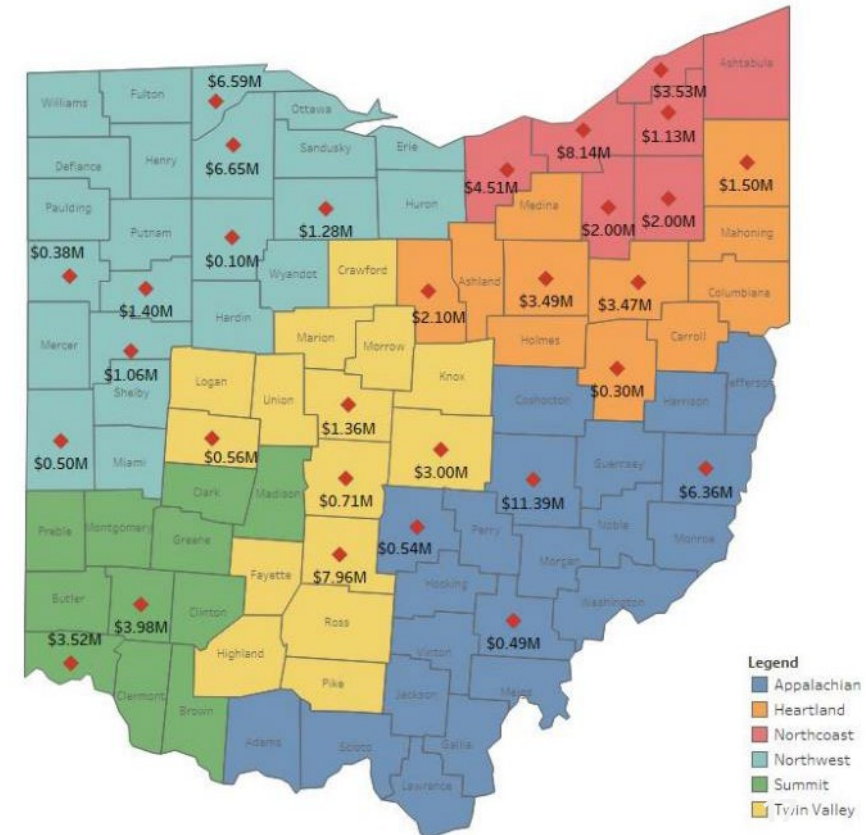 Ashtabula
$6.59M
Fulton
Williams
$3.53M
Ottawa
$1.13M
Henry
$6.65M
Sandusky
Erie
$8.14M
Defiance
$4.51M
$1.50M
Paulding
Huron
Medina
$2.00M
$2.00M
Putnam
$1.28M
Mahoning
$0.38M
$0.10M
Wyandot
Crawford
Ashland
$3.49M
$3.47M
Columbiana
$1.40M
Hardin
$2.10M
Mercer
Marion
Morrow
Holmes
Carroll
$1.06M
Shelby
Logan
Union
Knox
$0.30M
Coshocton
Harrison
Jefferson
$1.36M
$0.50M
Miami
$0.56M
$3.00M
Guernsey
$6.36M
Clark
Madison
$0.71M
$11.39M
Preble
Montgomery
Greene
$0.54M
Perry
Noble
Monroe
$7.96M
Morgan
Fayette
Hocking
Butler
Clinton
Washington
$3.98M
Ross
$3.52M
$0.49M
Highland
Vinton
Pike
Clermont
Jackson
Meigs
Brown
Adams
Scioto
Gallia
Lawrence
Legend
Appalachian
Heartland
Northcoast
Northwest
Summit
Twin Valley